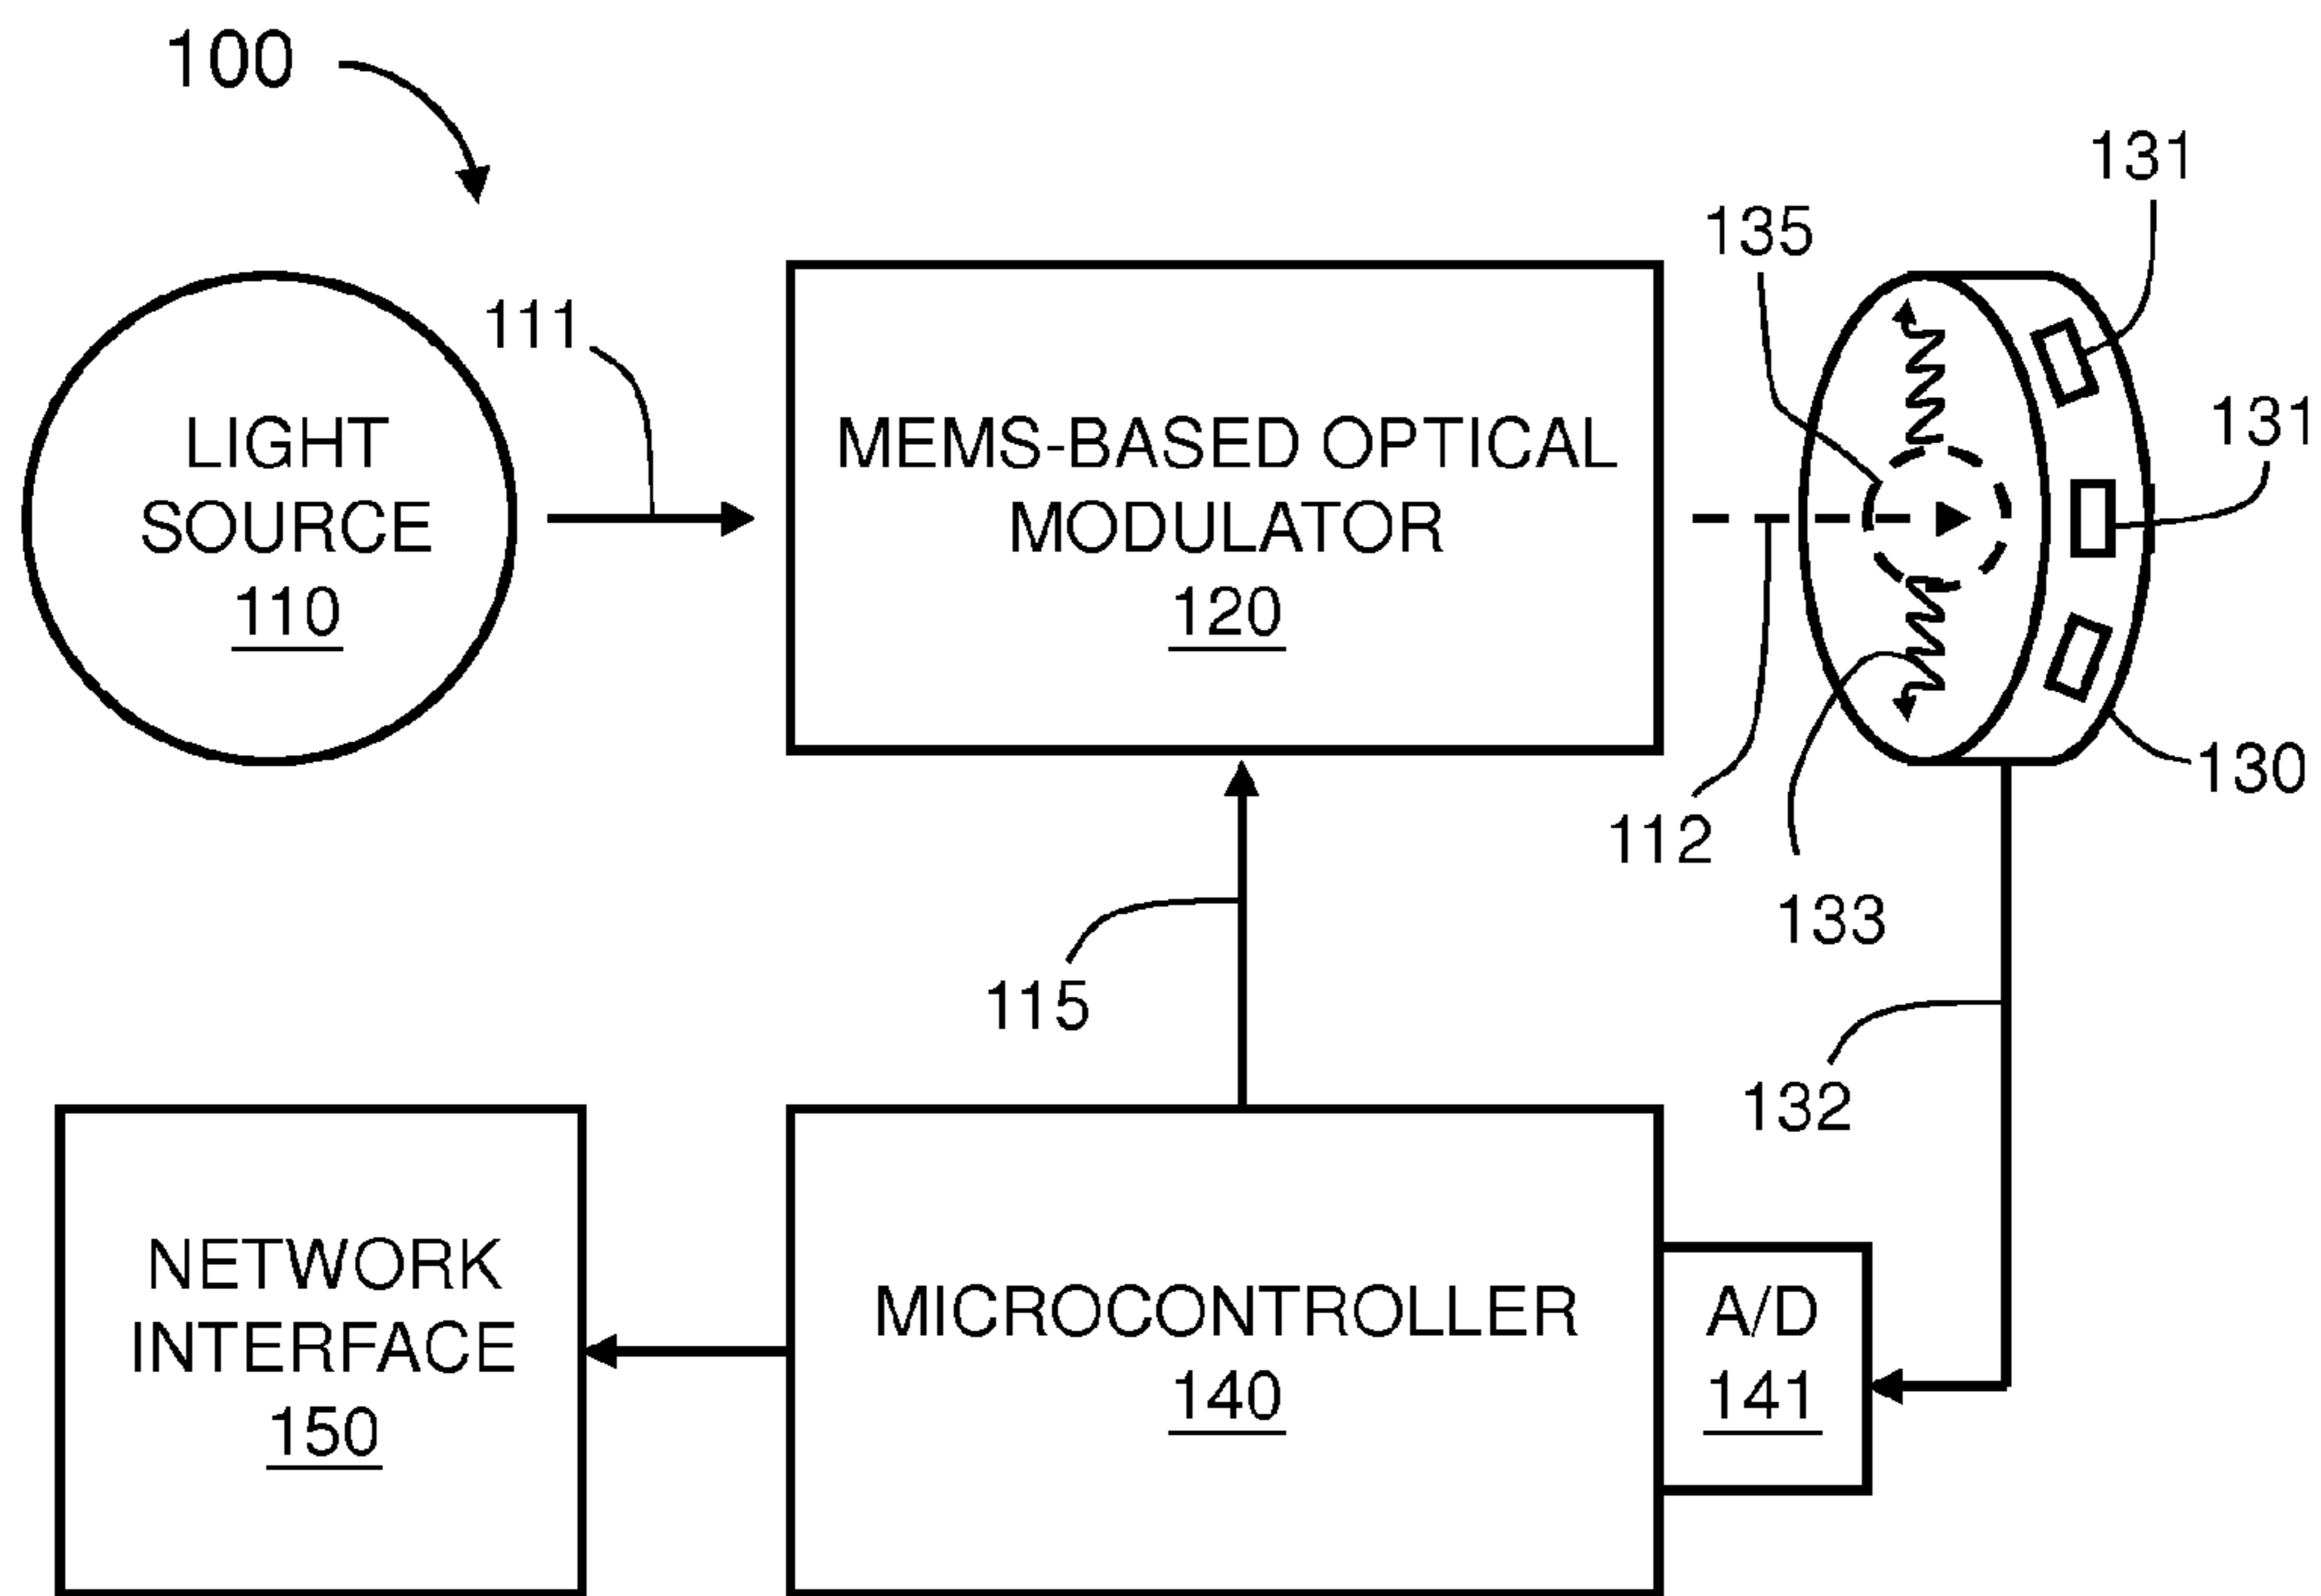 100
131
135
111
131
LIGHT
SOURCE
110
MEMS-BASED OPTICAL
MODULATOR
120
130
112
133
115
132
NETWORK
INTERFACE
150
MICROCONTROLLER
140
A/D
141